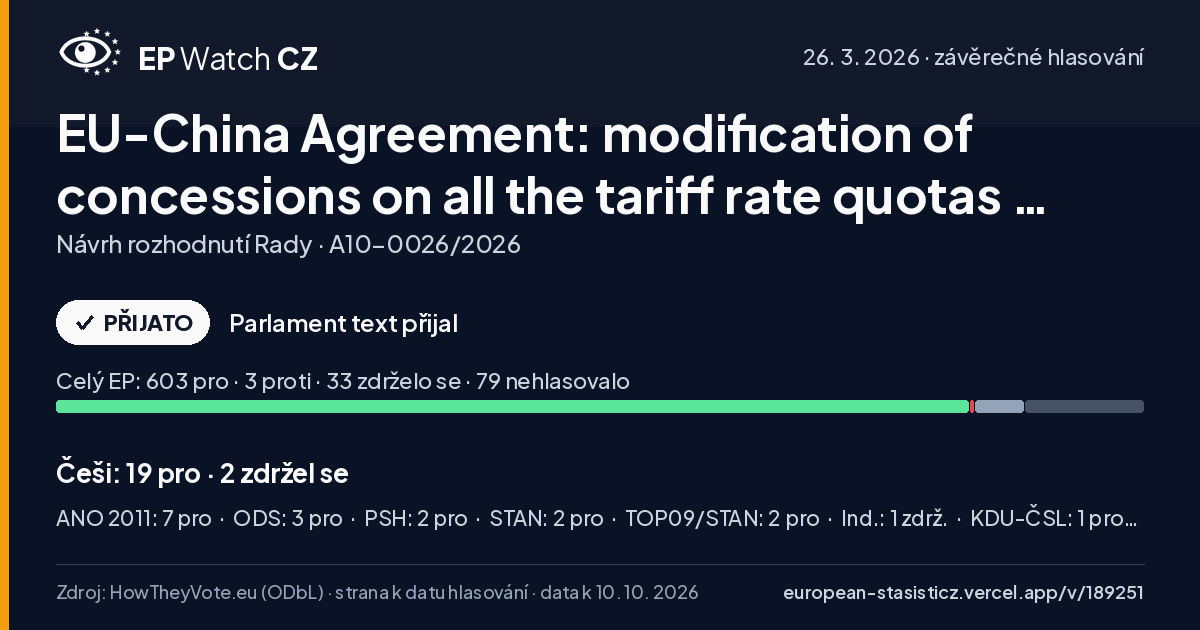 EP Watch CZ
26. 3. 2026 · závěrečné hlasování
EU-China Agreement: modification of
concessions on all the tariff rate quotas …
Návrh rozhodnutí Rady · A10-0026/2026
✓ PŘIJATO
Parlament text přijal
Celý EP: 603 pro · 3 proti · 33 zdrželo se · 79 nehlasovalo
Češi: 19 pro · 2 zdržel se
ANO 2011: 7 pro · ODS: 3 pro · PSH: 2 pro · STAN: 2 pro · TOP09/STAN: 2 pro · Ind.: 1 zdrž. · KDU-ČSL: 1 pro…
Zdroj: HowTheyVote.eu (ODbL) · strana k datu hlasování · data k 10. 10. 2026
european-stasisticz.vercel.app/v/189251